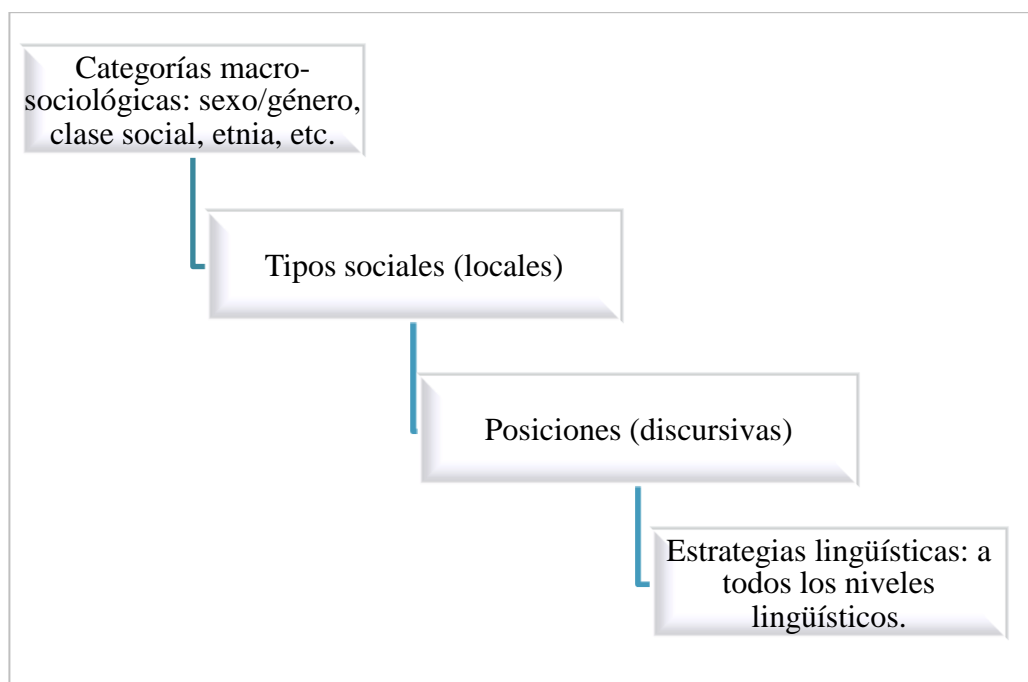 Categorías macro-
sociológicas: sexo/género,
clase social, etnia, etc.
Tipos sociales (locales)
Posiciones (discursivas)
Estrategias lingüísticas: a
todos los niveles
lingüísticos.